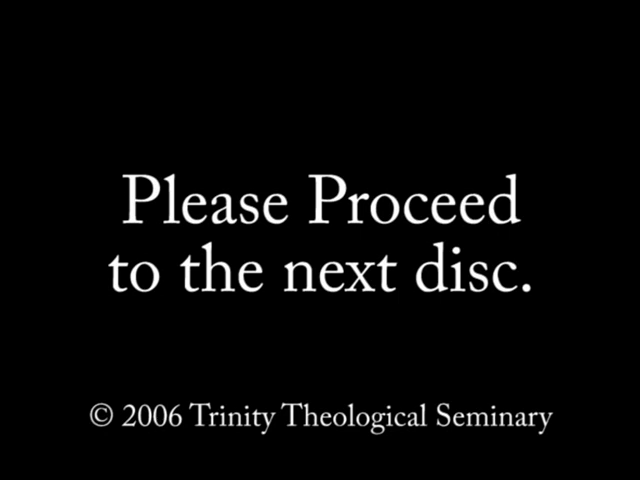 Please Proceed
to the next disc.
© 2006 Trinity Theological Seminary